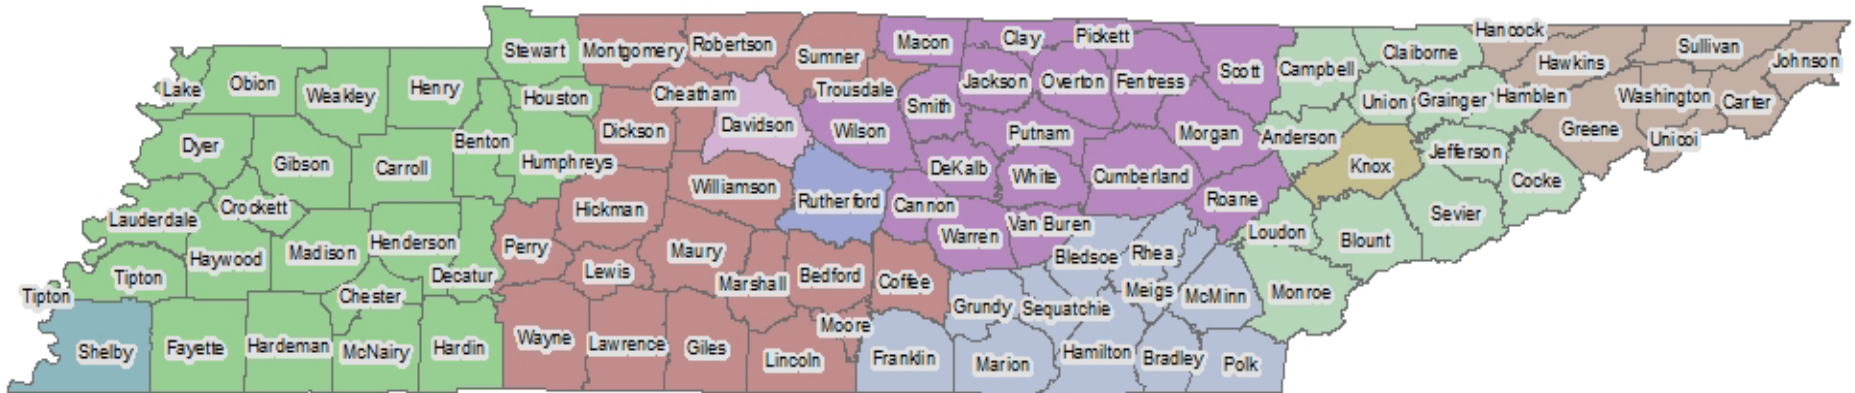 Stewart
Montgomery
Robertson
Sumner
Macon
Clay
Pickett
Hancock
Claiborne
Sullivan
Johnson
Hawkins
Lake
Obion
Weakley
Henry
Houston
Cheatham
Trousdale
Smith
Jackson
Overton
Fentress
Scott
Campbell
Union
Grainger
Hamblen
Washington
Carter
Dyer
Gibson
Carroll
Benton
Humphreys
Dickson
Davidson
Wilson
Putnam
Morgan
Anderson
Knox
Jefferson
Greene
Unicoi
Cocke
Lauderdale
Crockett
Williamson
Rutherford
DeKalb
White
Cumberland
Roane
Sevier
Hickman
Cannon
Warren
Van Buren
Loudon
Blount
Tipton
Haywood
Madison
Henderson
Decatur
Perry
Lewis
Maury
Marshall
Bedford
Coffee
Bledsoe
Rhea
Meigs
McMinn
Monroe
Tipton
Chester
Moore
Grundy
Sequatchie
Shelby
Fayette
Hardeman
McNairy
Hardin
Wayne
Lawrence
Giles
Lincoln
Franklin
Marion
Hamilton
Bradley
Polk